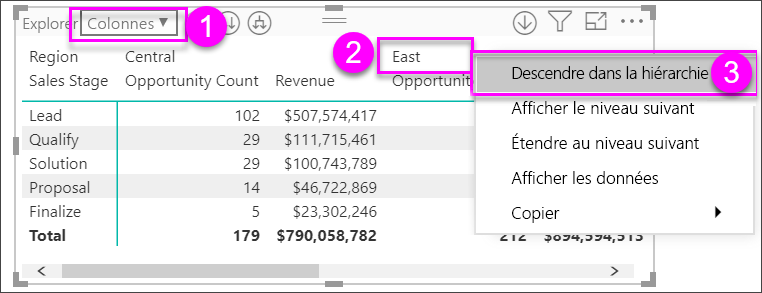 Explorer Colonnes ▼ 1
2
Region Central East
Sales Stage Opportunity Count Revenue Opportunit
Lead 102 $507,574,417
Qualify 29 $111,715,461
Solution 29 $100,743,789
Proposal 14 $46,722,869
Finalize 5 $23,302,246
Total 179 $790,058,782 212 $894,594,513
Descendre dans la hiérarchie 3
Afficher le niveau suivant
Étendre au niveau suivant
Afficher les données
Copier